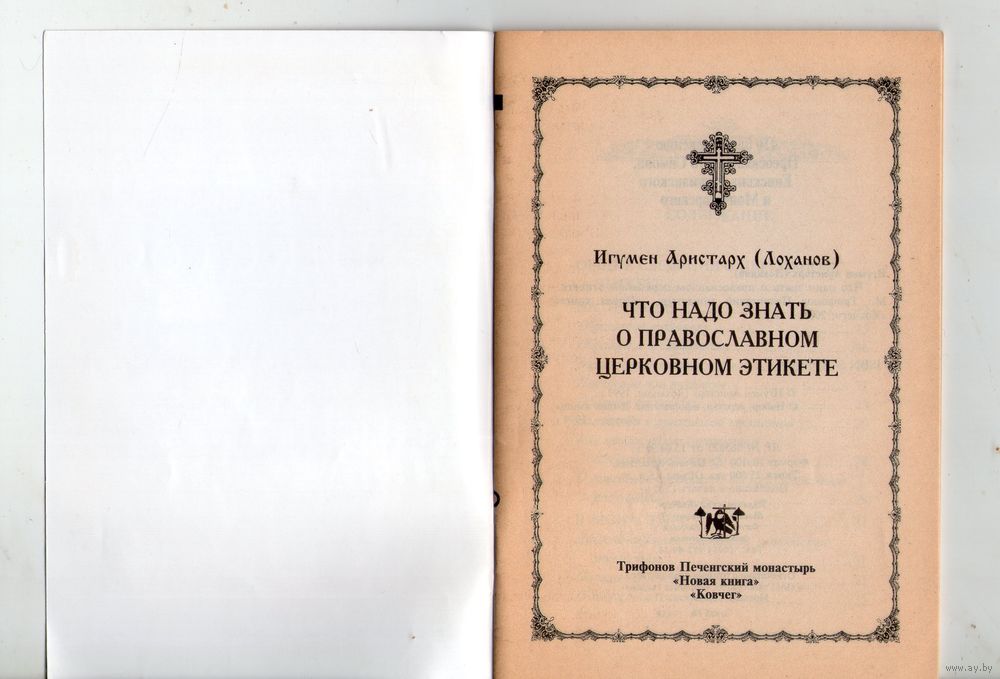 Игумен Аристарх (Лоханов)
ЧТО НАДО ЗНАТЬ
О ПРАВОСЛАВНОМ
ЦЕРКОВНОМ ЭТИКЕТЕ
Трифонов Печенгский монастырь
«Новая книга»
«Ковчег»
www.ay.by